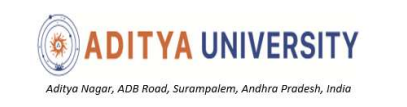 ADITYA UNIVERSITY
Aditya Nagar, ADB Road, Surampalem, Andhra Pradesh, India